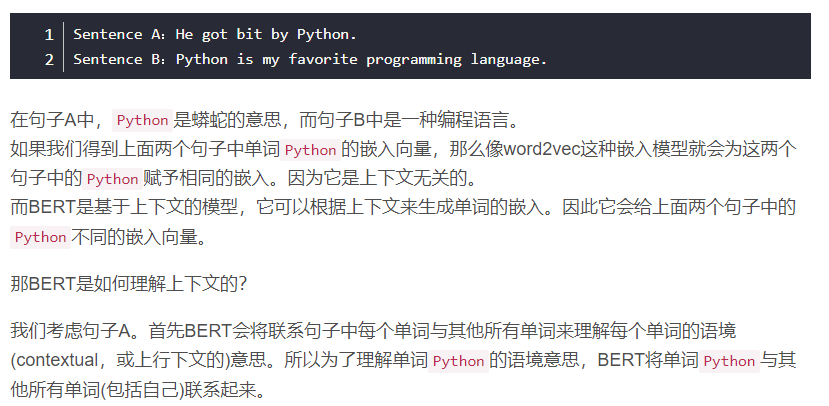 1 Sentence A：He got bit by Python.
2 Sentence B：Python is my favorite programming language.
在句子A中，Python是蟒蛇的意思，而句子B中是一种编程语言。
如果我们得到上面两个句子中单词Python的嵌入向量，那么像word2vec这种嵌入模型就会为这两个
句子中的Python赋予相同的嵌入。因为它是上下文无关的。
而BERT是基于上下文的模型，它可以根据上下文来生成单词的嵌入。因此它会给上面两个句子中的
Python不同的嵌入向量。
那BERT是如何理解上下文的？
我们考虑句子A。首先BERT会将联系句子中每个单词与其他所有单词来理解每个单词的语境
(contextual，或上行下文的)意思。所以为了理解单词Python的语境意思，BERT将单词Python与其
他所有单词(包括自己)联系起来。